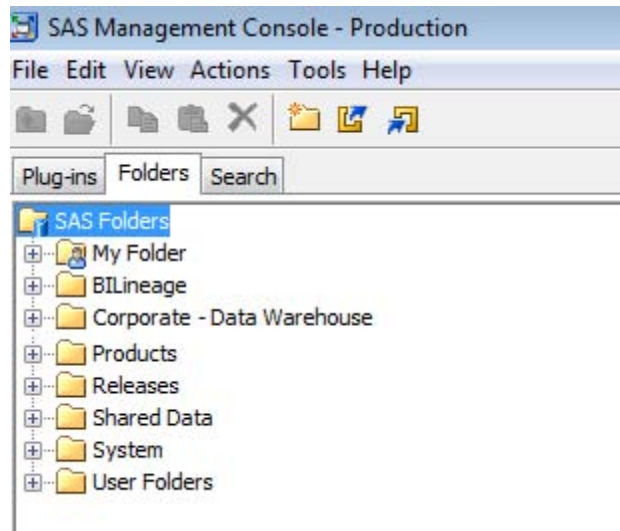 SAS Management Console - Production
File Edit View Actions Tools Help
Plug-ins Folders Search
SAS Folders
My Folder
BILineage
Corporate - Data Warehouse
Products
Releases
Shared Data
System
User Folders